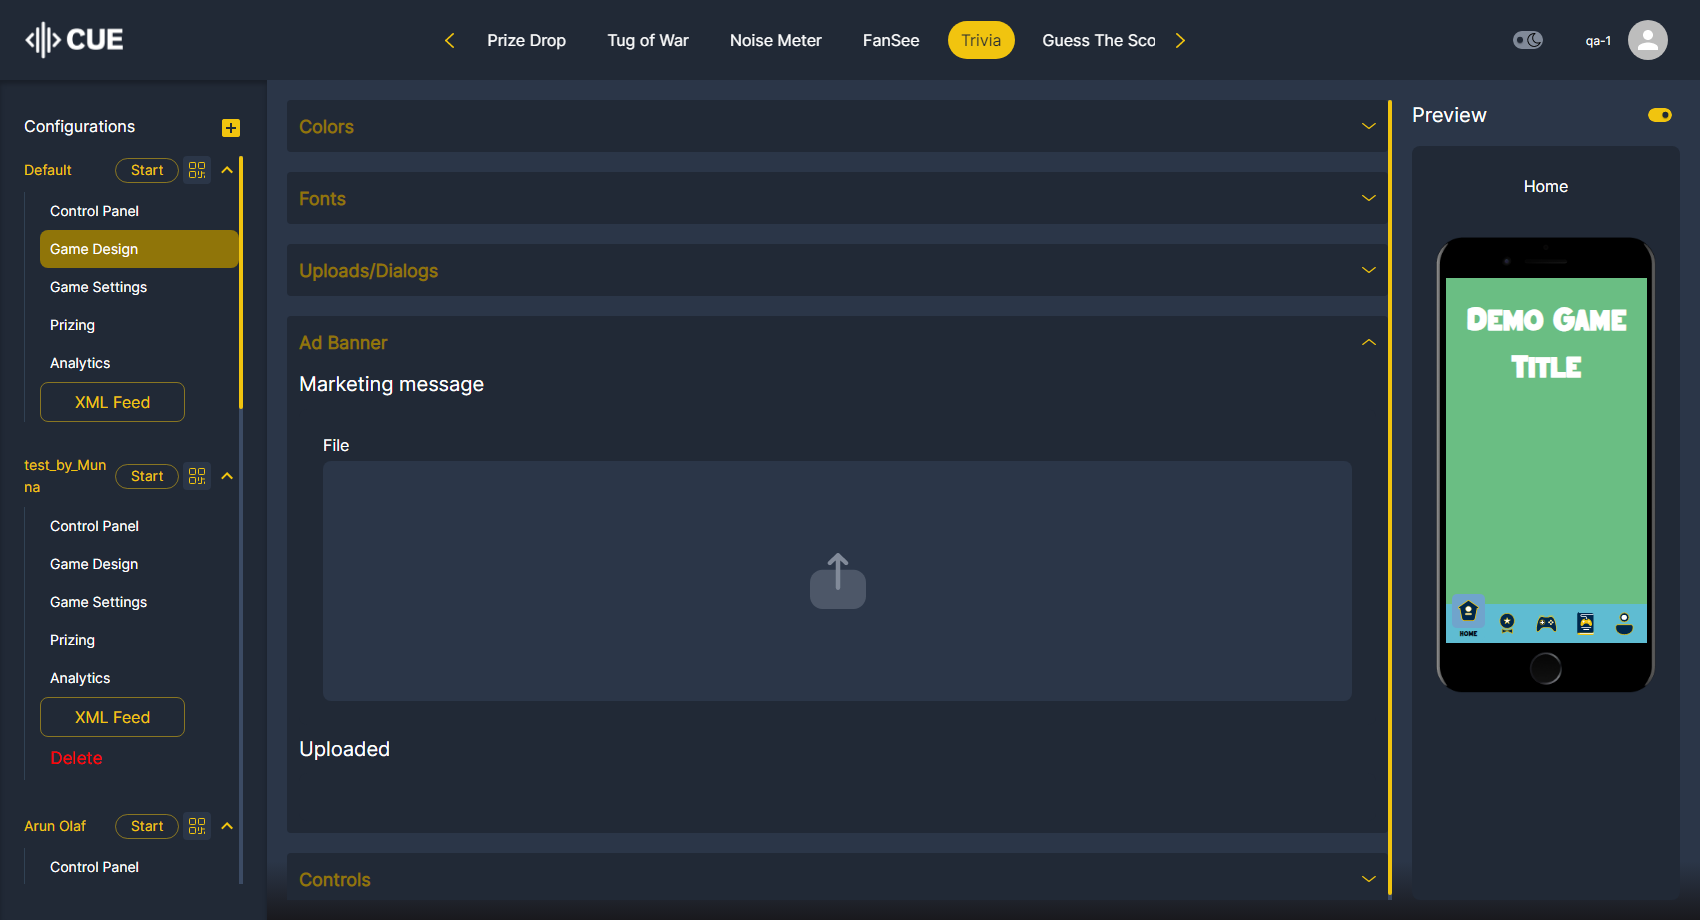 CUE
Prize Drop
Tug of War
Noise Meter
FanSee
Trivia
Guess The Sco
qa-1
Configurations
Default
Start
Control Panel
Game Design
Game Settings
Prizing
Analytics
XML Feed
test_by_Mun
na
Start
Control Panel
Game Design
Game Settings
Prizing
Analytics
XML Feed
Delete
Arun Olaf
Start
Control Panel
Colors
Fonts
Uploads/Dialogs
Ad Banner
Marketing message
File
Uploaded
Controls
Preview
Home
Demo Game
Title
HOME